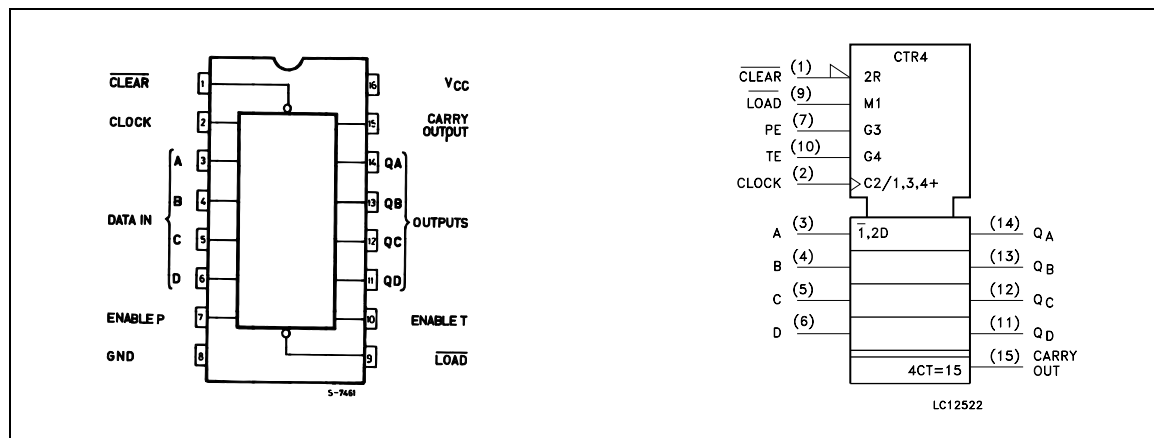 CLEAR 1 16 VCC
CLOCK 2 15 CARRY OUTPUT
A 3 14 QA
B 4 13 QB
DATA IN OUTPUTS
C 5 12 QC
D 6 11 QD
ENABLE P 7 10 ENABLE T
GND 8 9 LOAD
S-7461
CTR4
CLEAR (1) 2R
LOAD (9) M1
PE (7) G3
TE (10) G4
CLOCK (2) C2/1,3,4+
A (3) 1,2D (14) QA
B (4) (13) QB
C (5) (12) QC
D (6) (11) QD
4CT=15 (15) CARRY OUT
LC12522